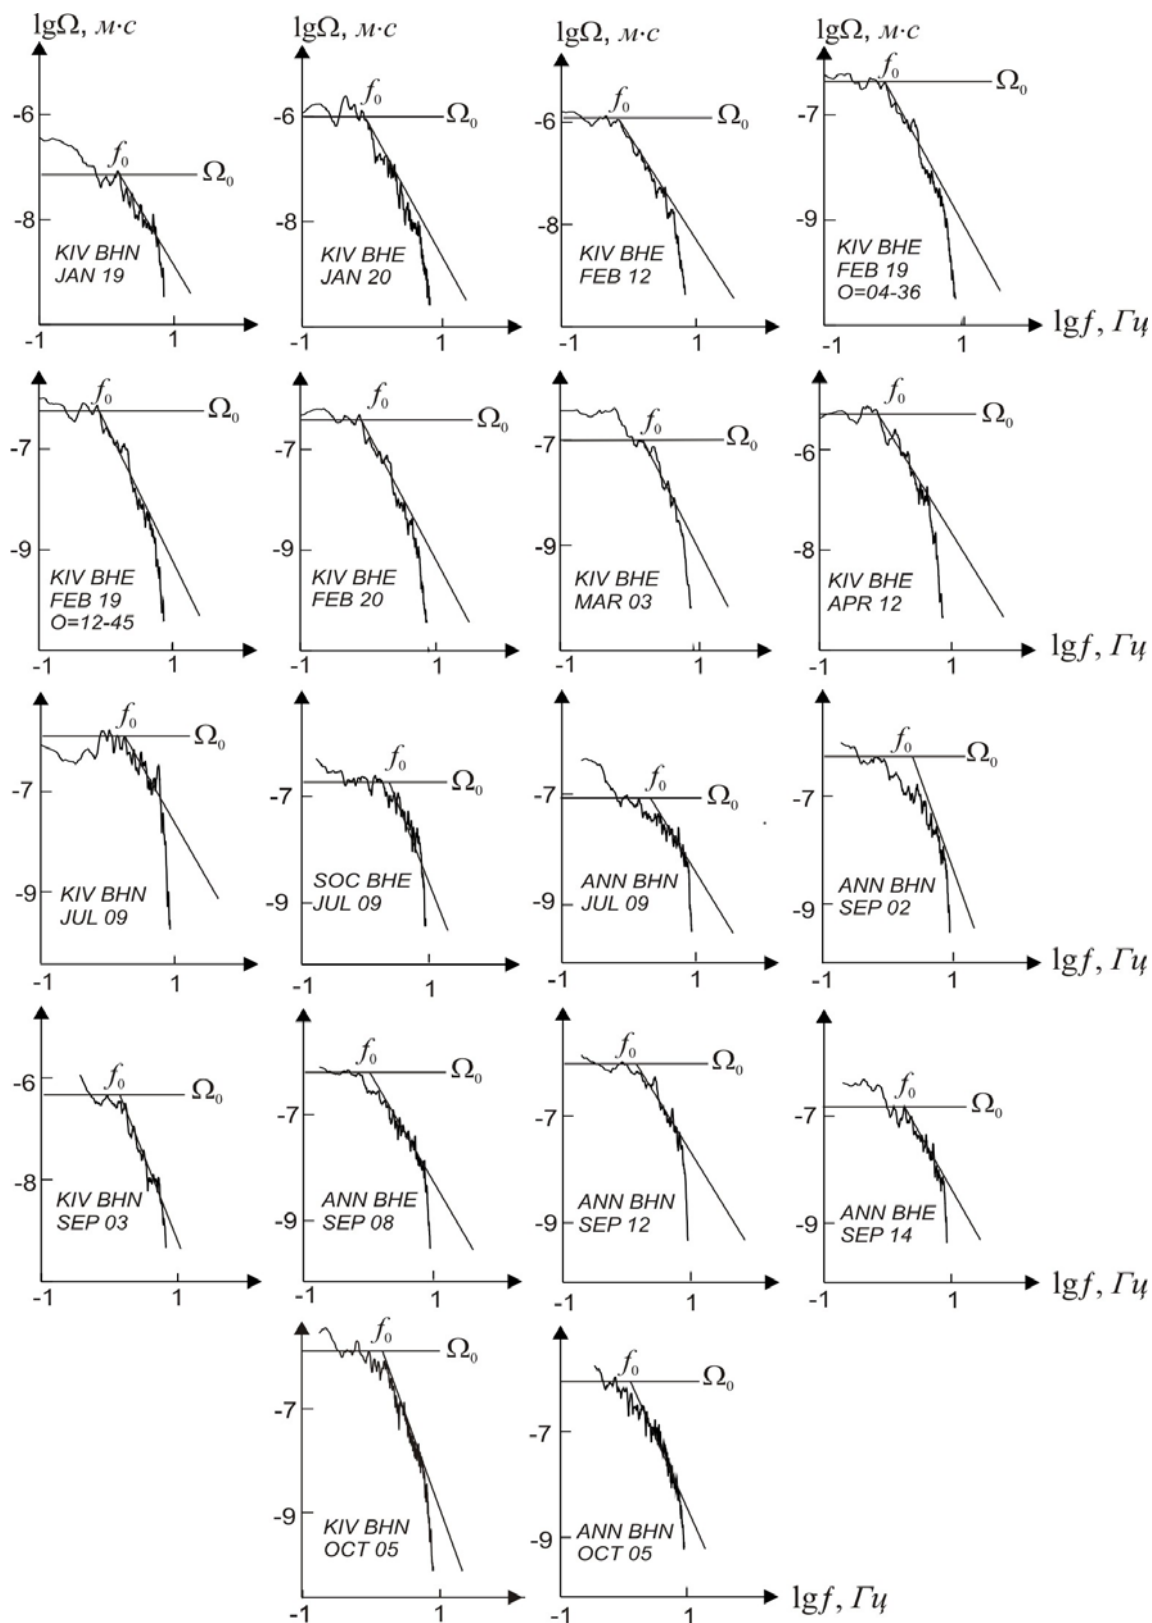 lgΩ, м·с lgΩ, м·с lgΩ, м·с lgΩ, м·с
-6 f₀ Ω₀ -8 KIV BHN
JAN 19
-1 1
-6 f₀ Ω₀ -8 KIV BHE
JAN 20
-1 1
-6 f₀ Ω₀ -8 KIV BHE
FEB 12
-1 1
-7 f₀ Ω₀ -9 KIV BHE
FEB 19
O=04-36
-1 1 lgf, Гц
-7 f₀ Ω₀ -9 KIV BHE
FEB 19
O=12-45
-1 1
-7 f₀ Ω₀ -9 KIV BHE
FEB 20
-1 1
-7 f₀ Ω₀ -9 KIV BHE
MAR 03
-1 1
-6 f₀ Ω₀ -8 KIV BHE
APR 12
-1 1 lgf, Гц
-7 f₀ Ω₀ -9 KIV BHN
JUL 09
-1 1
-7 f₀ Ω₀ -9 SOC BHE
JUL 09
-1 1
-7 f₀ Ω₀ -9 ANN BHN
JUL 09
-1 1
-7 f₀ Ω₀ -9 ANN BHN
SEP 02
-1 1 lgf, Гц
-6 f₀ Ω₀ -8 KIV BHN
SEP 03
-1 1
-7 f₀ Ω₀ -9 ANN BHE
SEP 08
-1 1
-7 f₀ Ω₀ -9 ANN BHN
SEP 12
-1 1
-7 f₀ Ω₀ -9 ANN BHE
SEP 14
-1 1 lgf, Гц
-7 f₀ Ω₀ -9 KIV BHN
OCT 05
-1 1
-7 f₀ Ω₀ -9 ANN BHN
OCT 05
-1 1 lgf, Гц